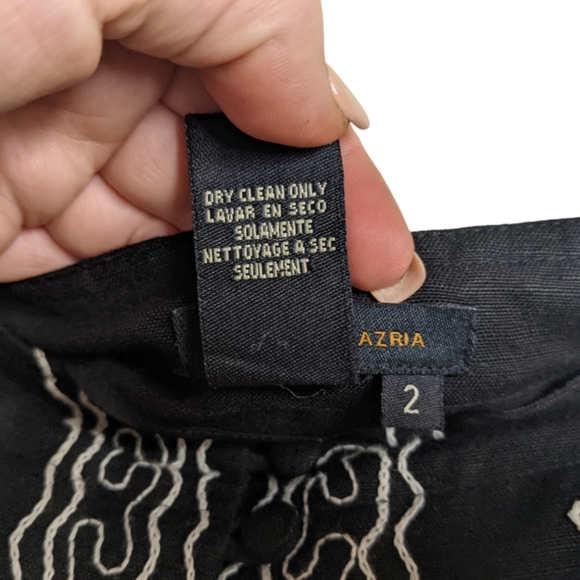 DRY CLEAN ONLY
LAVAR EN SECO
SOLAMENTE
NETTOYAGE A SEC
SEULEMENT
AZRIA
2